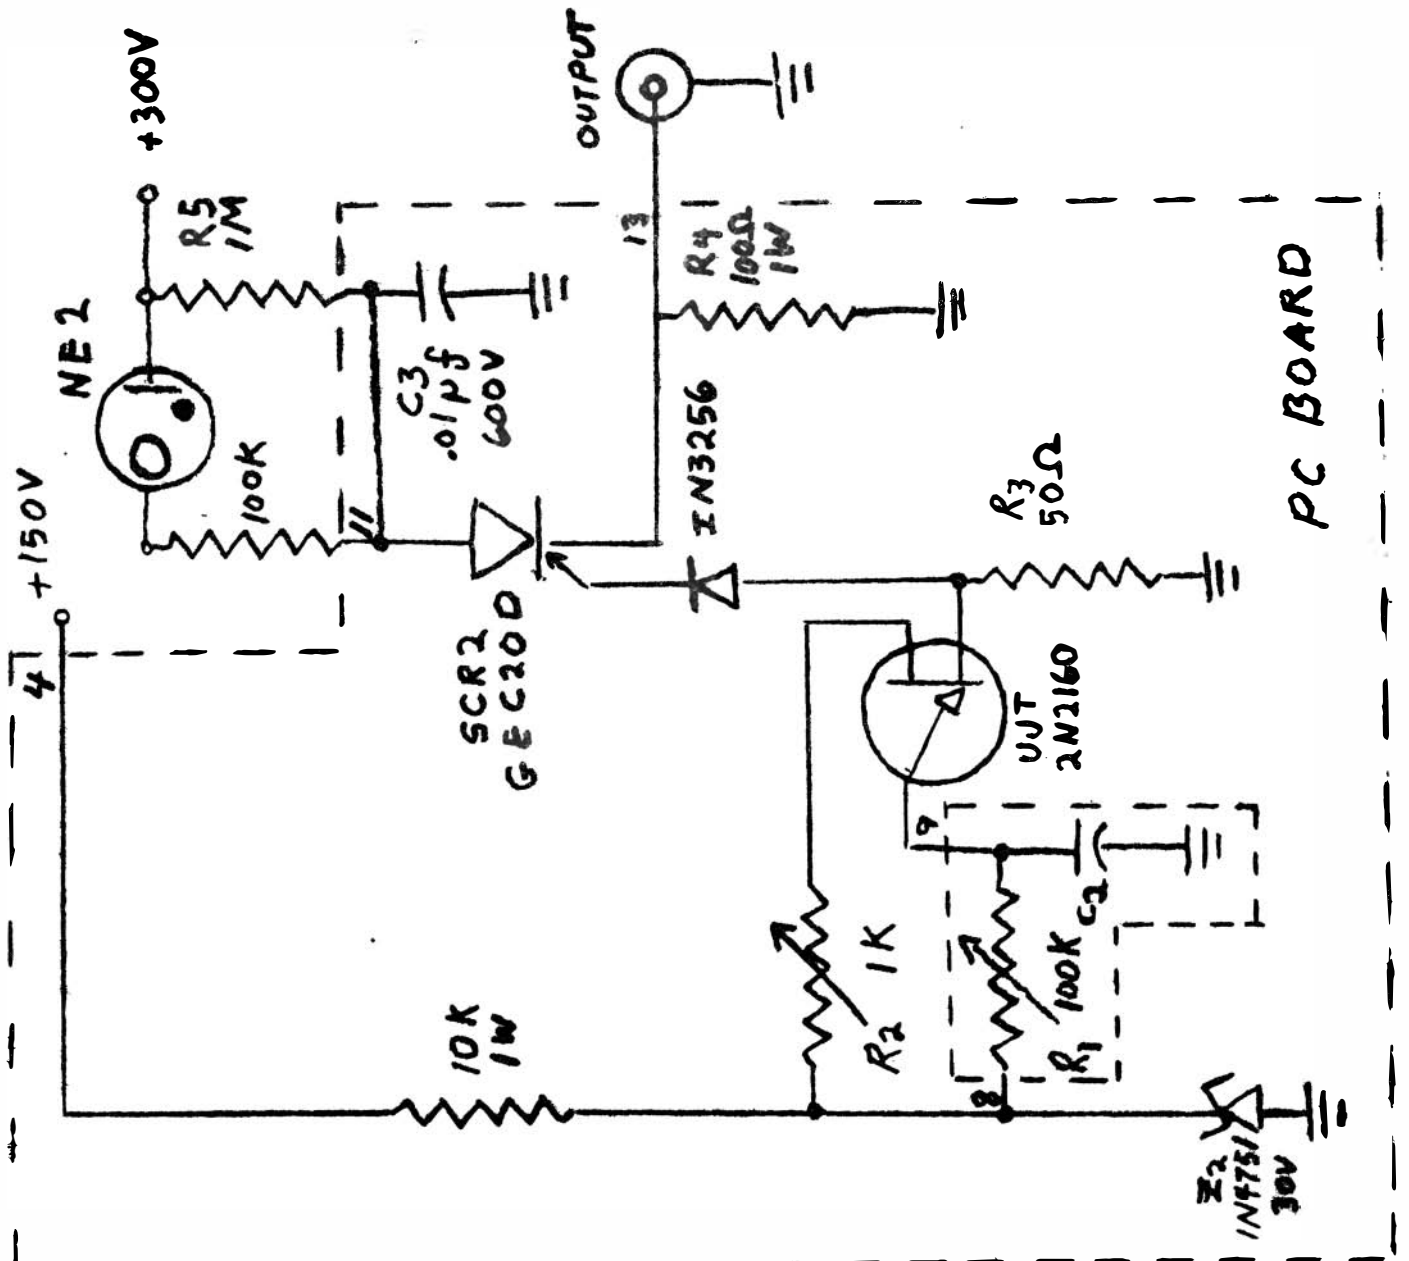 +150V
4
NE2
+300V
R5
1M
100K
11
C3
.01µf
600V
OUTPUT
13
R4
100Ω
1W
SCR2
GE C20D
IN3256
R3
50Ω
UJT
2N2160
9
10K
1W
R2
1K
R1
100K
C2
8
Z2
1N4751
30V
PC BOARD